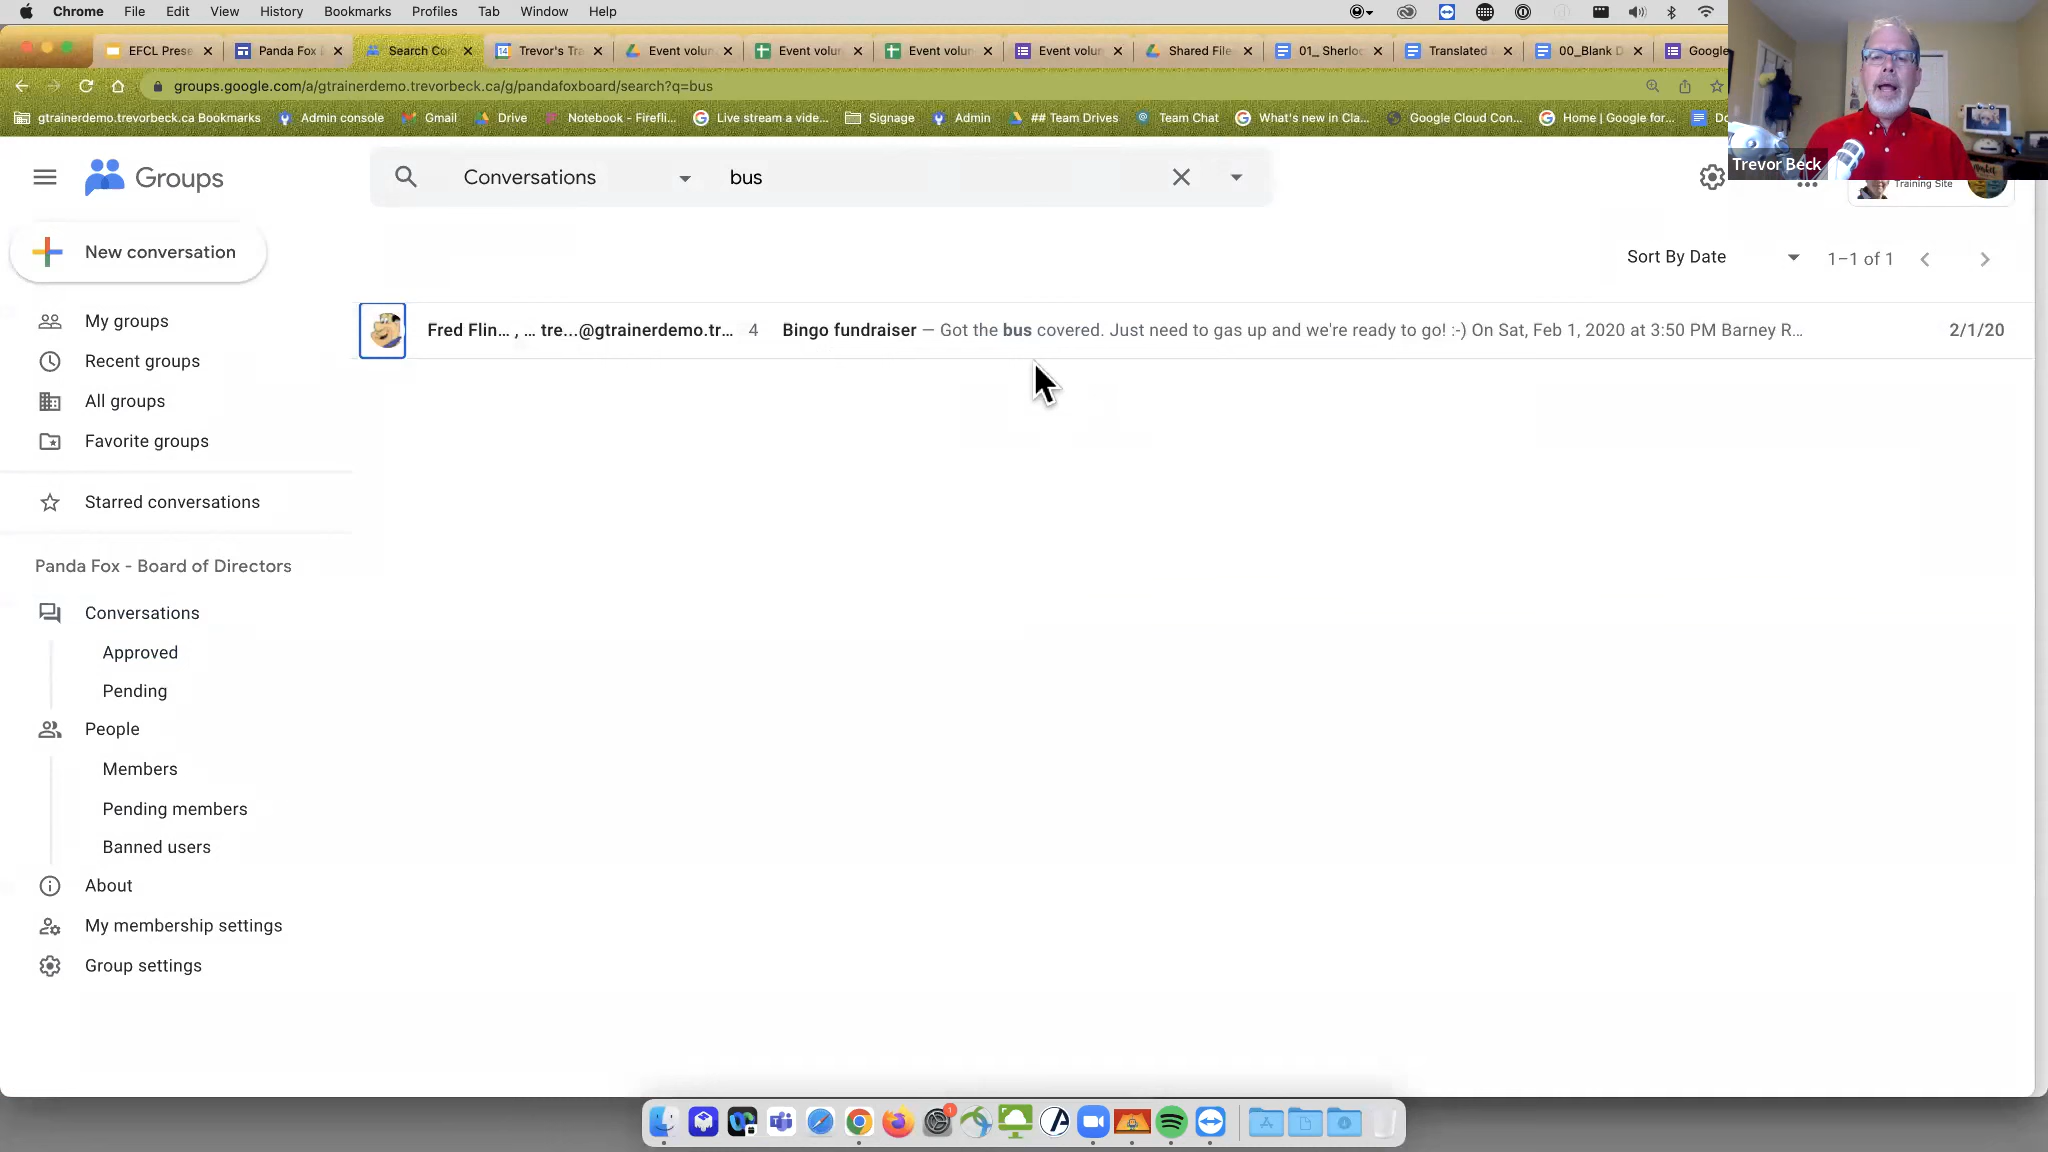 Chrome File Edit View History Bookmarks Profiles Tab Window Help
EFCL Prese Panda Fox Search Co Trevor's Tra Event volun Event volun Event volun Event volun Shared File 01_ Sherloc Translated 00_Blank D Google
groups.google.com/a/gtrainerdemo.trevorbeck.ca/g/pandafoxboard/search?q=bus
gtrainerdemo.trevorbeck.ca Bookmarks Admin console Gmail Drive Notebook - Firefli... Live stream a vide... Signage Admin ## Team Drives Team Chat What's new in Cla... Google Cloud Con... Home | Google for... Do
Trevor Beck
Groups
Conversations bus
Training Site
New conversation
Sort By Date 1–1 of 1
Fred Flin... , ... tre...@gtrainerdemo.tr... 4 Bingo fundraiser — Got the bus covered. Just need to gas up and we're ready to go! :-) On Sat, Feb 1, 2020 at 3:50 PM Barney R... 2/1/20
My groups
Recent groups
All groups
Favorite groups
Starred conversations
Panda Fox - Board of Directors
Conversations
Approved
Pending
People
Members
Pending members
Banned users
About
My membership settings
Group settings